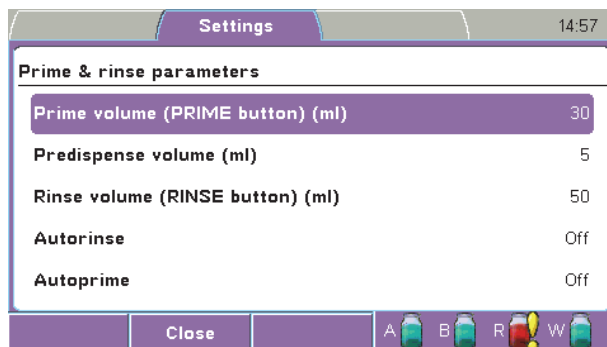 Settings 14:57
Prime & rinse parameters
Prime volume (PRIME button) (ml) 30
Predispense volume (ml) 5
Rinse volume (RINSE button) (ml) 50
Autorinse Off
Autoprime Off
Close A B R W